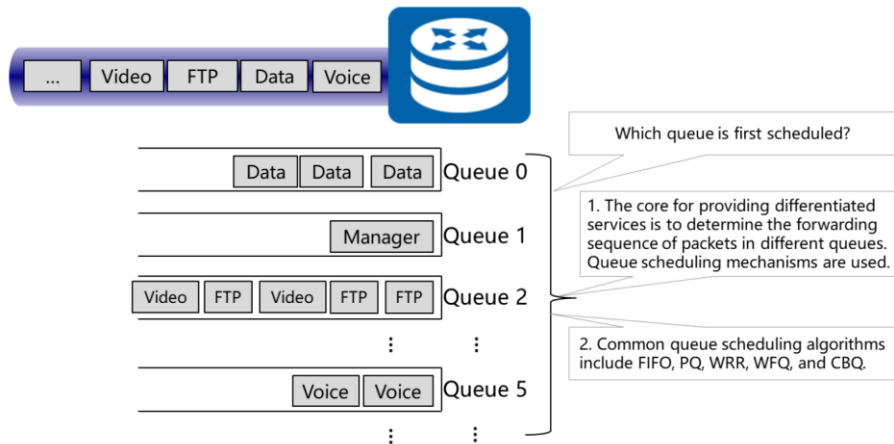 ... Video FTP Data Voice
Which queue is first scheduled?
Data Data Data Queue 0
1. The core for providing differentiated
services is to determine the forwarding
sequence of packets in different queues.
Queue scheduling mechanisms are used.
Manager Queue 1
Video FTP Video FTP FTP Queue 2
2. Common queue scheduling algorithms
include FIFO, PQ, WRR, WFQ, and CBQ.
Voice Voice Queue 5